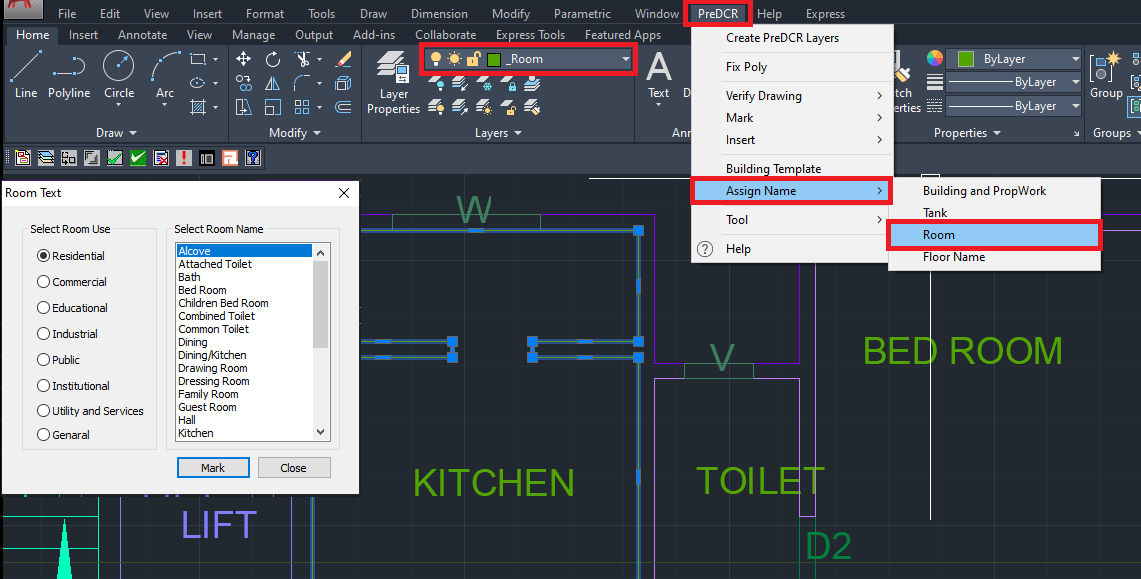 File Edit View Insert Format Tools Draw Dimension Modify Parametric Window PreDCR Help Express
Home Insert Annotate View Manage Output Add-ins Collaborate Express Tools Featured Apps
Line Polyline Circle Arc
Draw
Modify
Layer
Properties
_Room
Layers
Text
ByLayer
ByLayer
ByLayer
Properties
Group
Groups
Create PreDCR Layers
Fix Poly
Verify Drawing
Mark
Insert
Building Template
Assign Name
Tool
Help
Building and PropWork
Tank
Room
Floor Name
Room Text
Select Room Use
Residential
Commercial
Educational
Industrial
Public
Institutional
Utility and Services
Genaral
Select Room Name
Alcove
Attached Toilet
Bath
Bed Room
Children Bed Room
Combined Toilet
Common Toilet
Dining
Dining/Kitchen
Drawing Room
Dressing Room
Family Room
Guest Room
Hall
Kitchen
Mark Close
W
V
BED ROOM
KITCHEN
TOILET
LIFT
D2